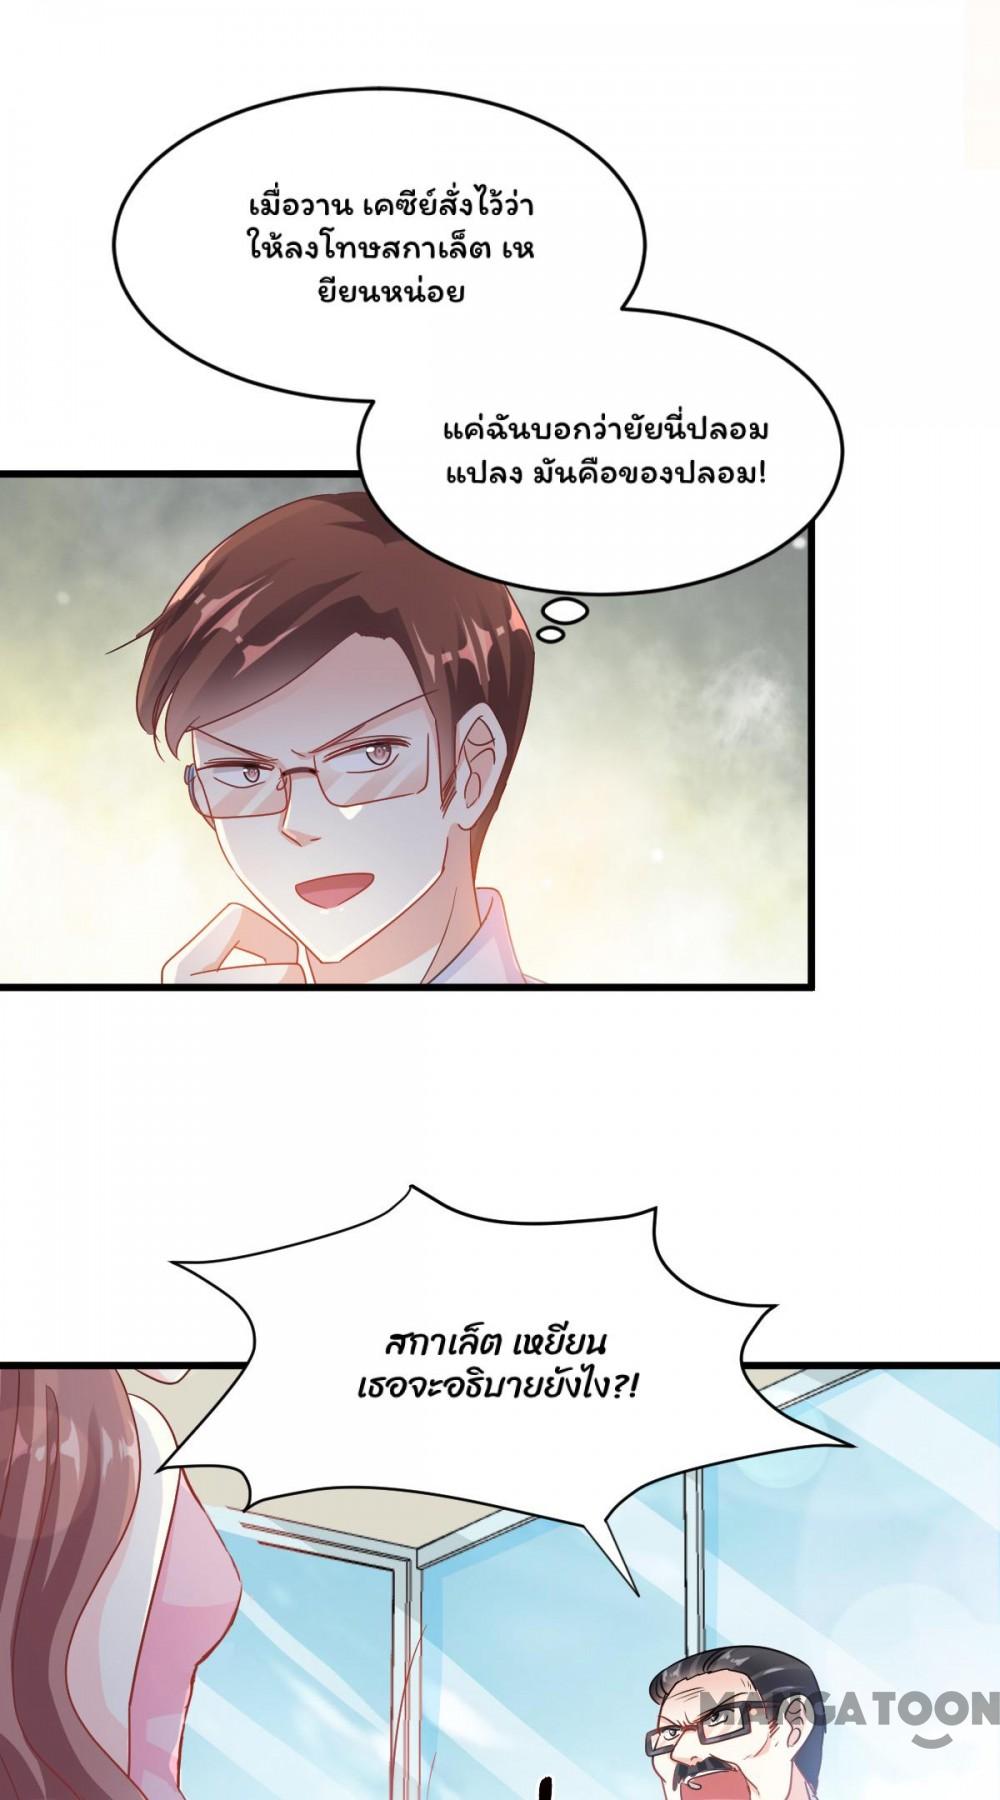 เมื่อวาน เคซีย์สั่งไว้ว่า
ให้ลงโทษสกาเล็ต เห
ยียนหน่อย
แค่ฉันบอกว่ายัยนี่ปลอม
แปลง มันคือของปลอม!
สกาเล็ต เหยียน
เธอจะอธิบายยังไง?!
MANGATOON